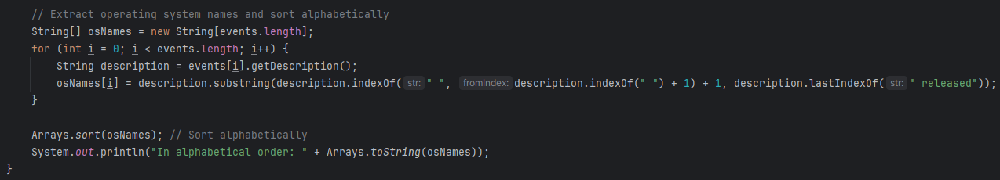 // Extract operating system names and sort alphabetically
String[] osNames = new String[events.length];
for (int i = 0; i < events.length; i++) {
String description = events[i].getDescription();
osNames[i] = description.substring(description.indexOf( str: " ", fromIndex: description.indexOf(" ") + 1) + 1, description.lastIndexOf( str: " released"));
}
Arrays.sort(osNames); // Sort alphabetically
System.out.println("In alphabetical order: " + Arrays.toString(osNames));
}